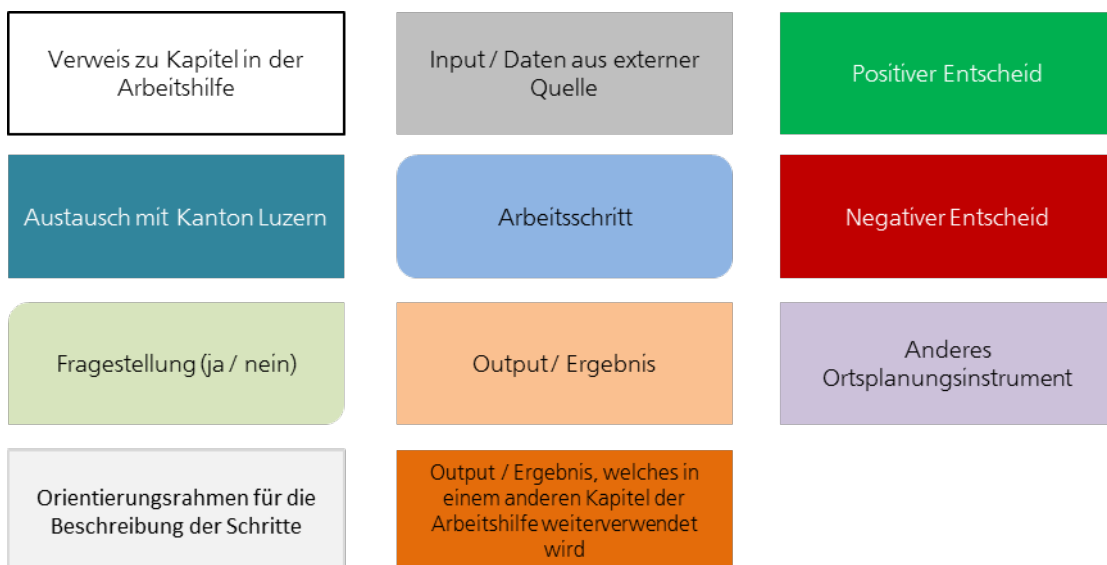 Verweis zu Kapitel in der
Arbeitshilfe
Input / Daten aus externer
Quelle
Positiver Entscheid
Austausch mit Kanton Luzern
Arbeitsschritt
Negativer Entscheid
Fragestellung (ja / nein)
Output / Ergebnis
Anderes
Ortsplanungsinstrument
Orientierungsrahmen für die
Beschreibung der Schritte
Output / Ergebnis, welches in
einem anderen Kapitel der
Arbeitshilfe weiterverwendet
wird